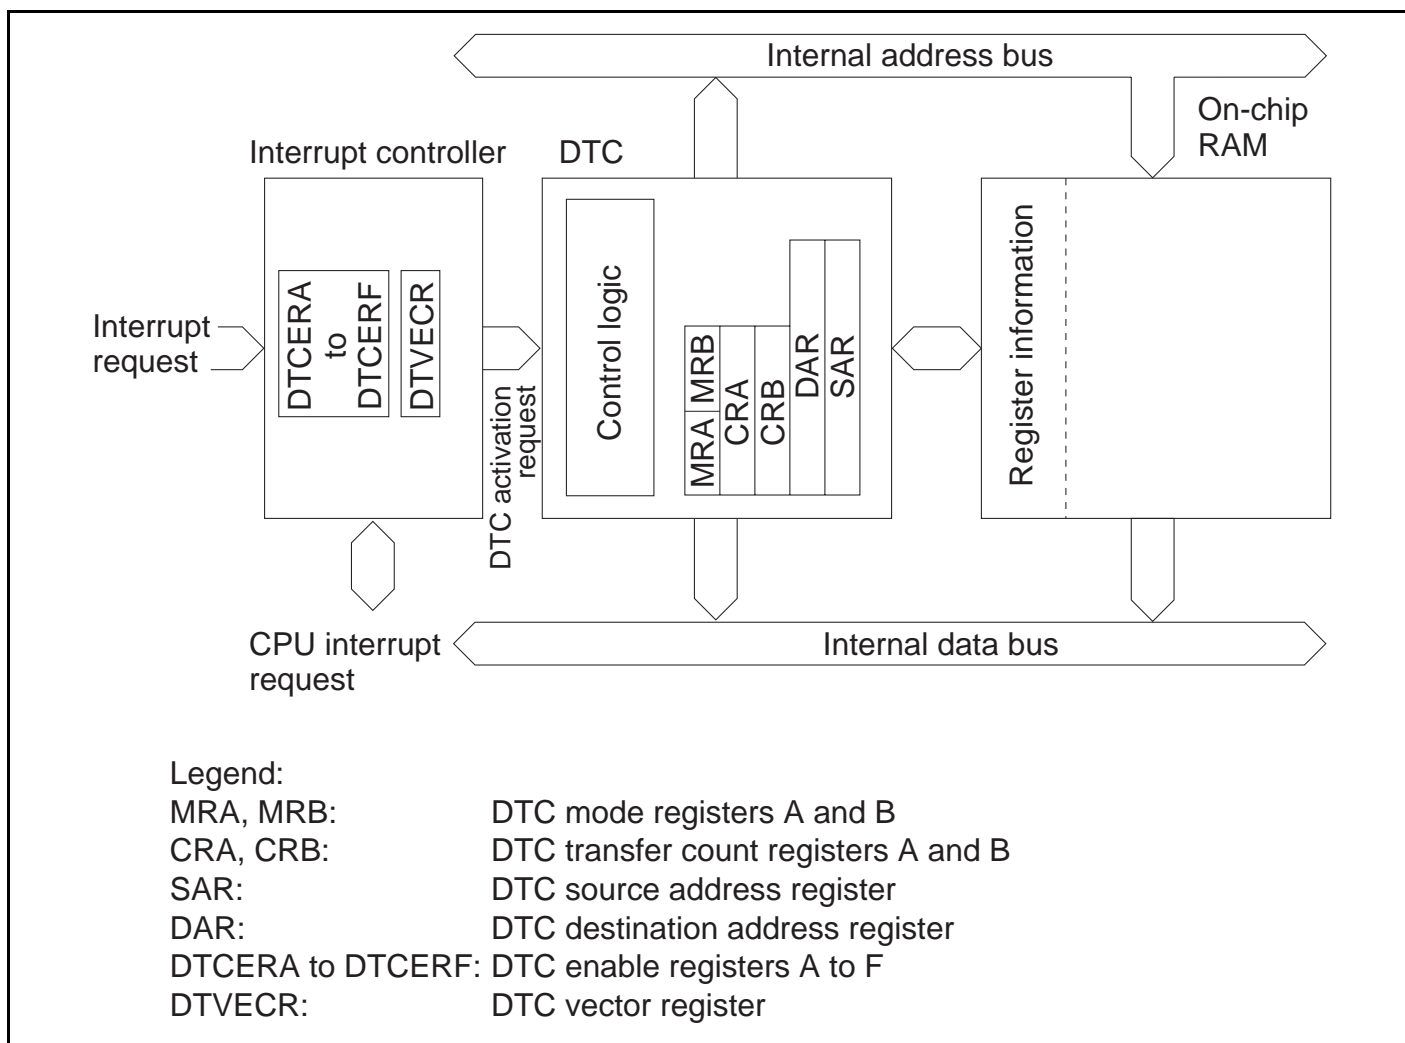 Internal address bus
On-chip
RAM
Interrupt controller
DTC
Interrupt
request
DTCERA
to
DTCERF
DTVECR
DTC activation
request
Control logic
MRA
MRB
CRA
CRB
DAR
SAR
Register information
CPU interrupt
request
Internal data bus
Legend:
MRA, MRB: DTC mode registers A and B
CRA, CRB: DTC transfer count registers A and B
SAR: DTC source address register
DAR: DTC destination address register
DTCERA to DTCERF: DTC enable registers A to F
DTVECR: DTC vector register